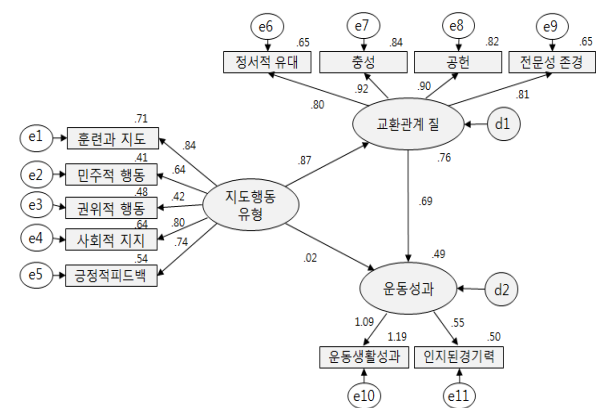 e6
e7
e8
e9
.65
.84
.82
.65
정서적 유대
충성
공헌
전문성 존경
.80
.92
.90
.81
교환관계 질
d1
.76
e1
.71
훈련과 지도
.84
e2
.41
민주적 행동
.64
e3
.48
권위적 행동
.42
e4
.64
사회적 지지
.80
e5
.54
긍정적피드백
.74
지도행동
유형
.87
.69
.02
.49
운동성과
d2
1.09
.55
1.19
.50
운동생활성과
인지된경기력
e10
e11